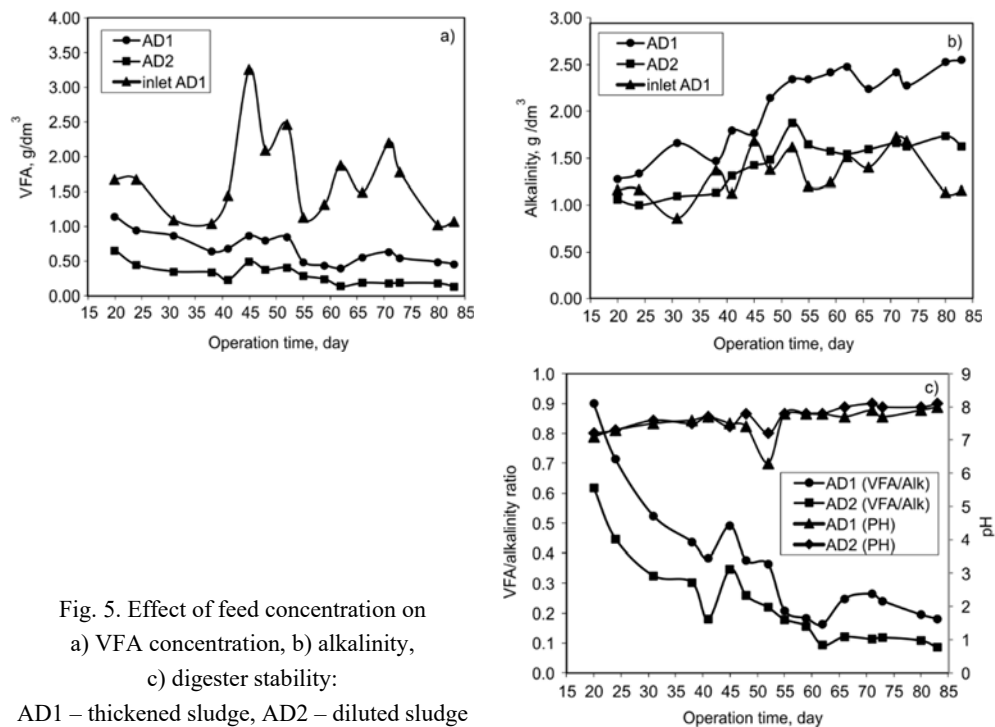 a)
AD1
AD2
inlet AD1
VFA, g/dm³
4.00
3.50
3.00
2.50
2.00
1.50
1.00
0.50
0.00
15 20 25 30 35 40 45 50 55 60 65 70 75 80 85
Operation time, day
b)
AD1
AD2
inlet AD1
Alkalinity, g /dm³
3.00
2.50
2.00
1.50
1.00
0.50
0.00
15 20 25 30 35 40 45 50 55 60 65 70 75 80 85
Operation time, day
c)
AD1 (VFA/Alk)
AD2 (VFA/Alk)
AD1 (PH)
AD2 (PH)
VFA/alkalinity ratio
1.0
0.9
0.8
0.7
0.6
0.5
0.4
0.3
0.2
0.1
0.0
9
8
7
6
5
4
3
2
1
0
pH
15 20 25 30 35 40 45 50 55 60 65 70 75 80 85
Operation time, day
Fig. 5. Effect of feed concentration on
a) VFA concentration, b) alkalinity,
c) digester stability:
AD1 – thickened sludge, AD2 – diluted sludge